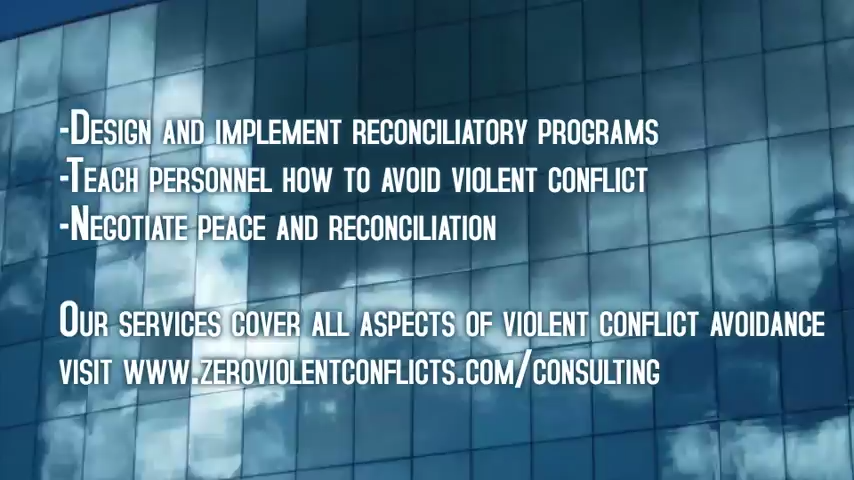 -Design and implement reconciliatory programs
-Teach personnel how to avoid violent conflict
-Negotiate peace and reconciliation
Our services cover all aspects of violent conflict avoidance
visit www.zeroviolentconflicts.com/consulting